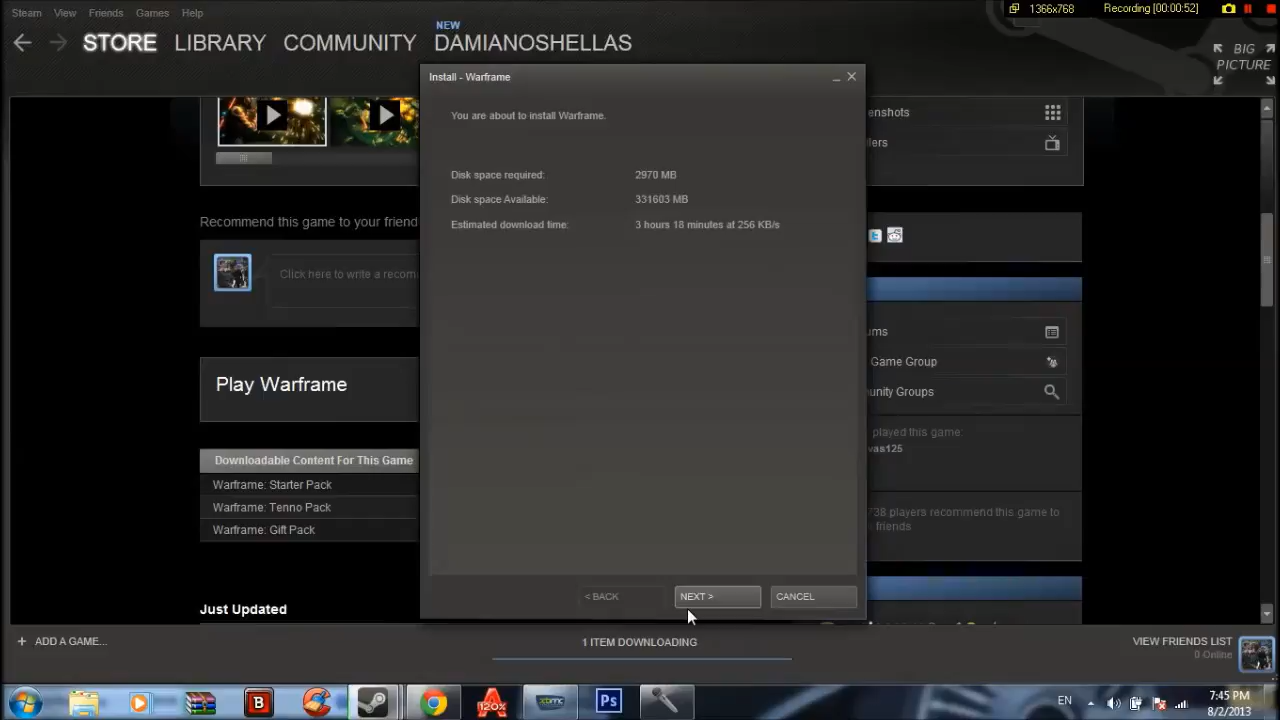 Steam View Friends Games Help
1366x768 Recording [00:00:52]
STORE LIBRARY COMMUNITY NEW DAMIANOSHELLAS
BIG PICTURE
Install - Warframe
You are about to install Warframe.
Disk space required: 2970 MB
Disk space Available: 331603 MB
Estimated download time: 3 hours 18 minutes at 256 KB/s
< BACK NEXT > CANCEL
Recommend this game to your friend
Click here to write a recom
Play Warframe
Downloadable Content For This Game
Warframe: Starter Pack
Warframe: Tenno Pack
Warframe: Gift Pack
Just Updated
enshots
llers
ums
Game Group
unity Groups
played this game:
vas125
738 players recommend this game to
friends
+ ADD A GAME...
1 ITEM DOWNLOADING
VIEW FRIENDS LIST
0 Online
B
120%
xbmc
Ps
EN
7:45 PM
8/2/2013